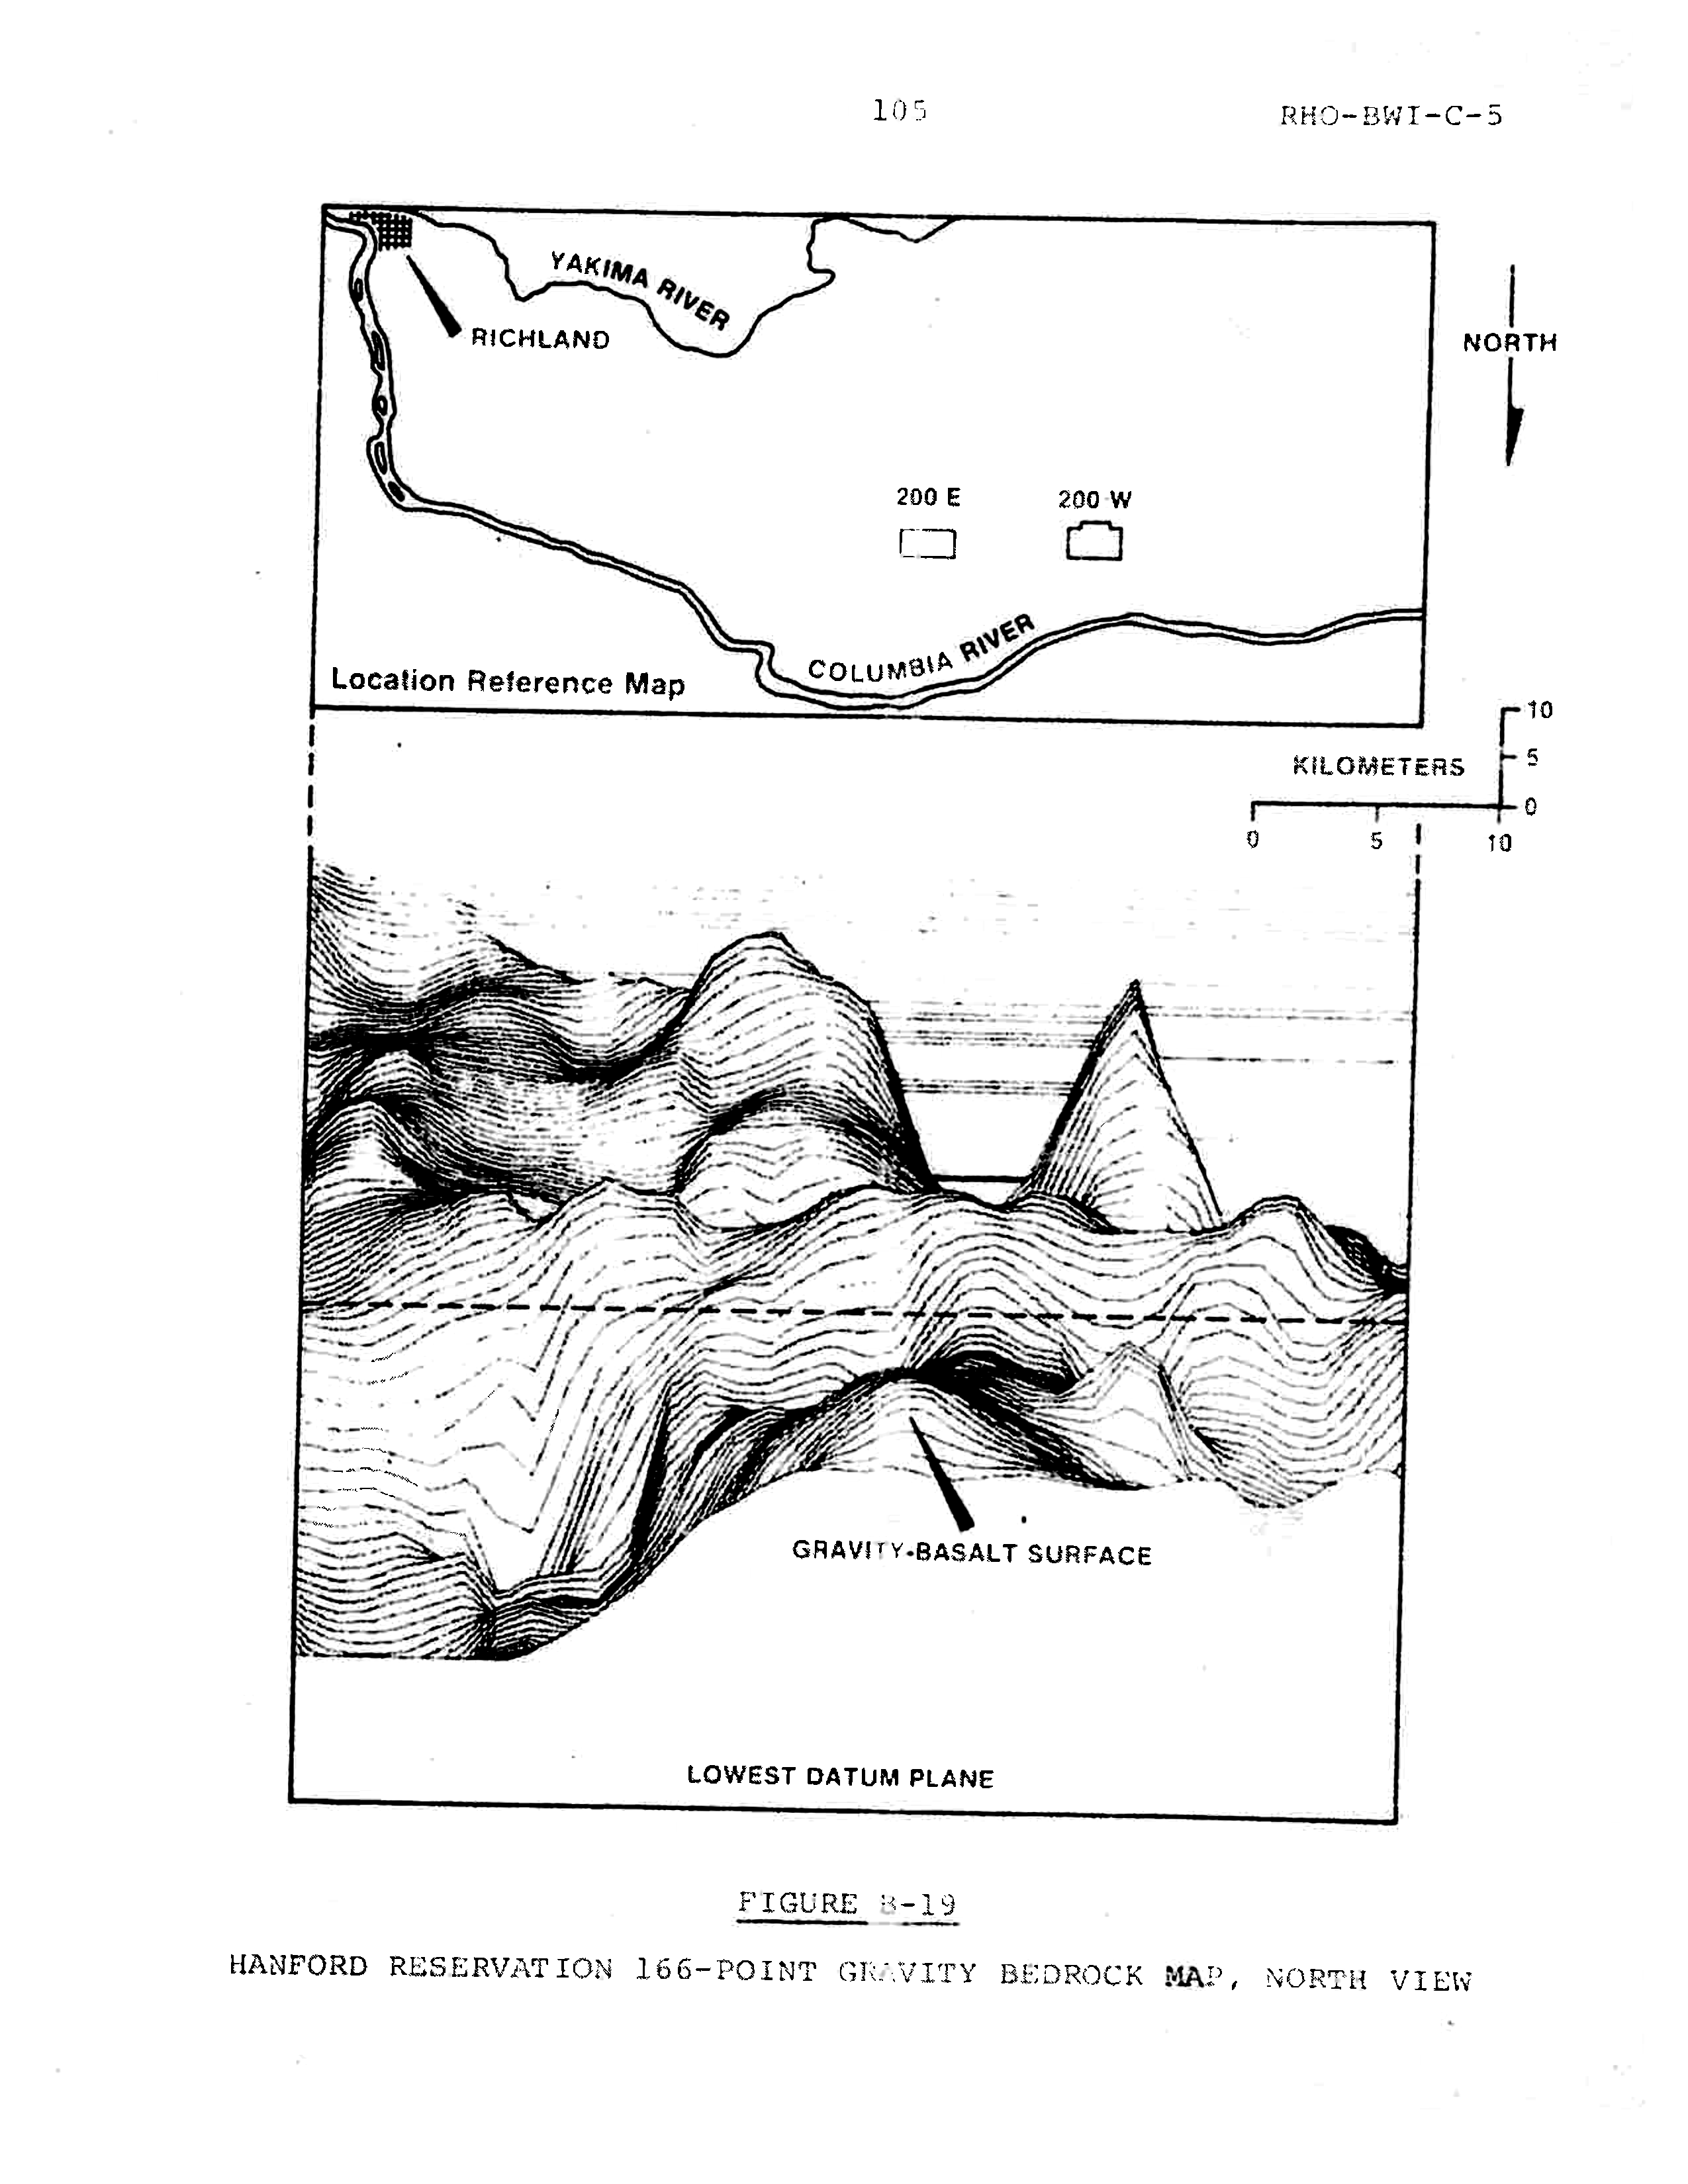 105
RHO-BWI-C-5
YAKIMA RIVER
RICHLAND
NORTH
200 E
200 W
COLUMBIA RIVER
Location Reference Map
10
KILOMETERS
5
0
0
5
10
GRAVITY-BASALT SURFACE
LOWEST DATUM PLANE
FIGURE B-19
HANFORD RESERVATION 166-POINT GRAVITY BEDROCK MAP, NORTH VIEW